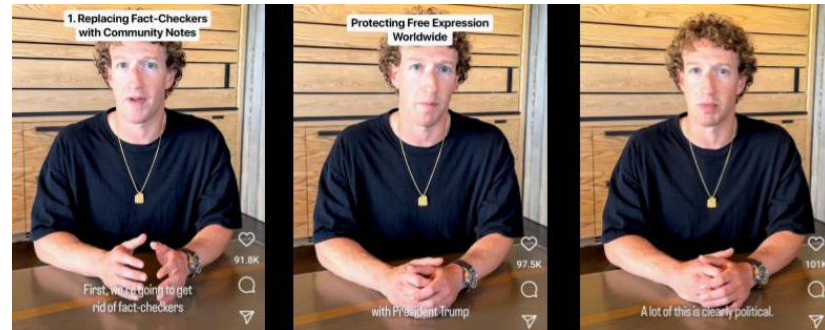 1. Replacing Fact-Checkers
with Community Notes
91.8K
First, we're going to get
rid of fact-checkers
Protecting Free Expression
Worldwide
97.5K
with President Trump
101K
A lot of this is clearly political.